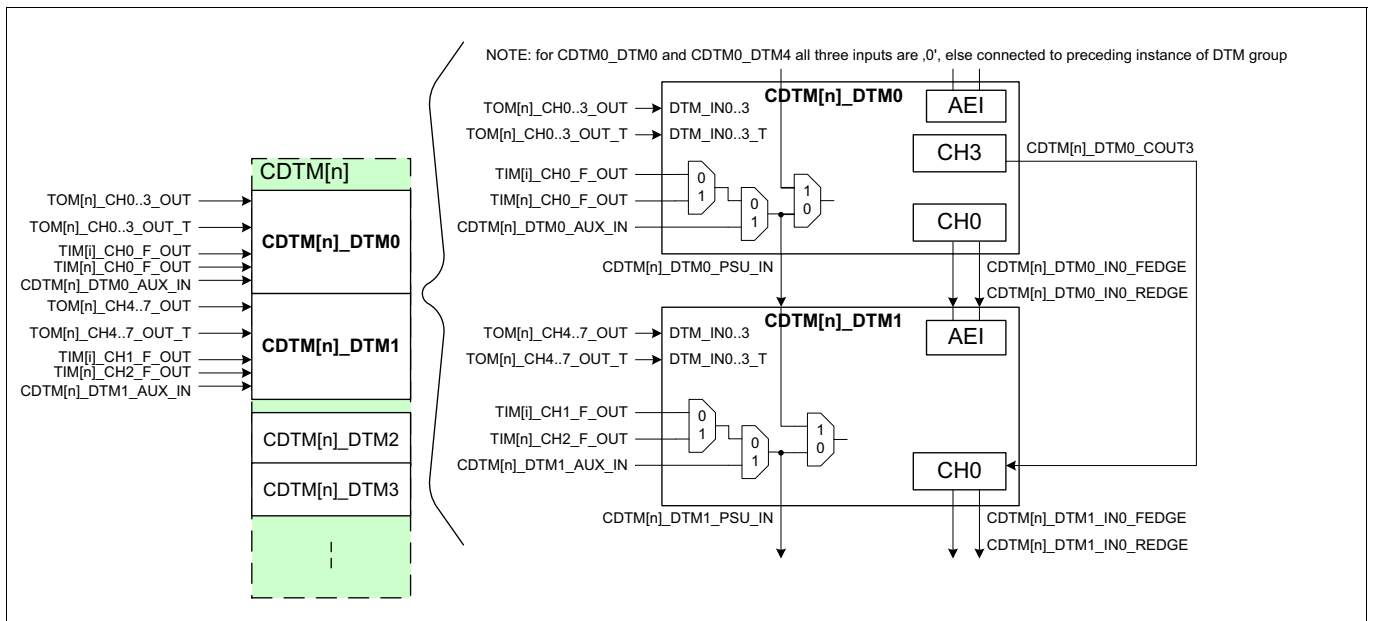 NOTE: for CDTM0_DTM0 and CDTM0_DTM4 all three inputs are ‚0', else connected to preceding instance of DTM group
CDTM[n]
TOM[n]_CH0..3_OUT
TOM[n]_CH0..3_OUT_T
TIM[i]_CH0_F_OUT
TIM[n]_CH0_F_OUT
CDTM[n]_DTM0_AUX_IN
CDTM[n]_DTM0
TOM[n]_CH4..7_OUT
TOM[n]_CH4..7_OUT_T
TIM[i]_CH1_F_OUT
TIM[n]_CH2_F_OUT
CDTM[n]_DTM1_AUX_IN
CDTM[n]_DTM1
CDTM[n]_DTM2
CDTM[n]_DTM3
CDTM[n]_DTM0
TOM[n]_CH0..3_OUT
DTM_IN0..3
TOM[n]_CH0..3_OUT_T
DTM_IN0..3_T
TIM[i]_CH0_F_OUT
TIM[n]_CH0_F_OUT
CDTM[n]_DTM0_AUX_IN
0
1
0
1
1
0
AEI
CH3
CH0
CDTM[n]_DTM0_COUT3
CDTM[n]_DTM0_PSU_IN
CDTM[n]_DTM0_IN0_FEDGE
CDTM[n]_DTM0_IN0_REDGE
CDTM[n]_DTM1
TOM[n]_CH4..7_OUT
DTM_IN0..3
TOM[n]_CH4..7_OUT_T
DTM_IN0..3_T
TIM[i]_CH1_F_OUT
TIM[n]_CH2_F_OUT
CDTM[n]_DTM1_AUX_IN
0
1
0
1
1
0
AEI
CH0
CDTM[n]_DTM1_PSU_IN
CDTM[n]_DTM1_IN0_FEDGE
CDTM[n]_DTM1_IN0_REDGE